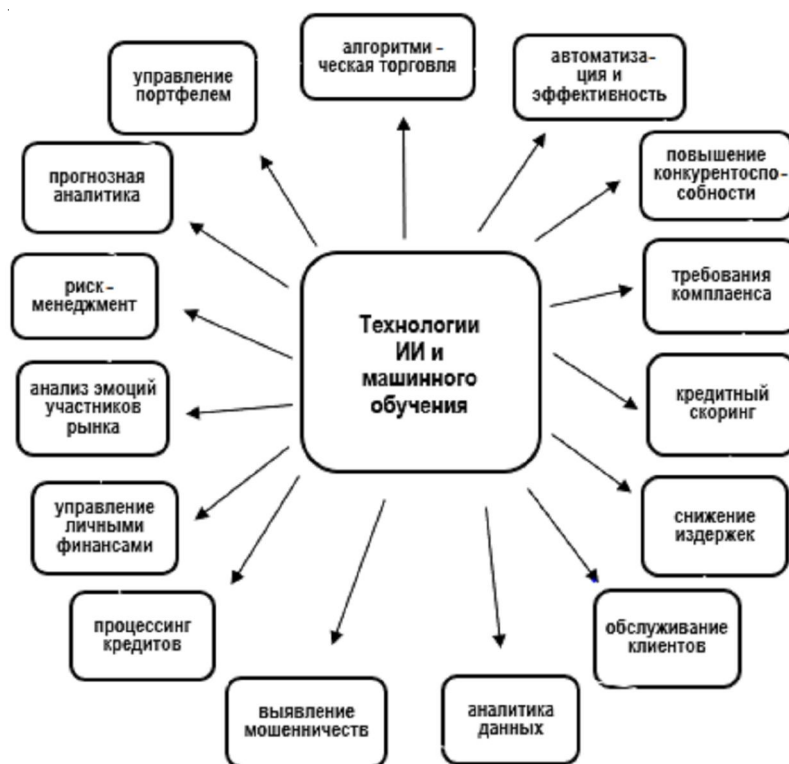 алгоритми -
ческая торговля
автоматиза-
ция и
эффективность
управление
портфелем
повышение
конкурентоспо-
собности
прогнозная
аналитика
требования
комплаенса
риск -
менеджмент
Технологии
ИИ и
машинного
обучения
анализ эмоций
участников
рынка
кредитный
скоринг
управление
личными
финансами
снижение
издержек
процессинг
кредитов
обслуживание
клиентов
выявление
мошенничеств
аналитика
данных